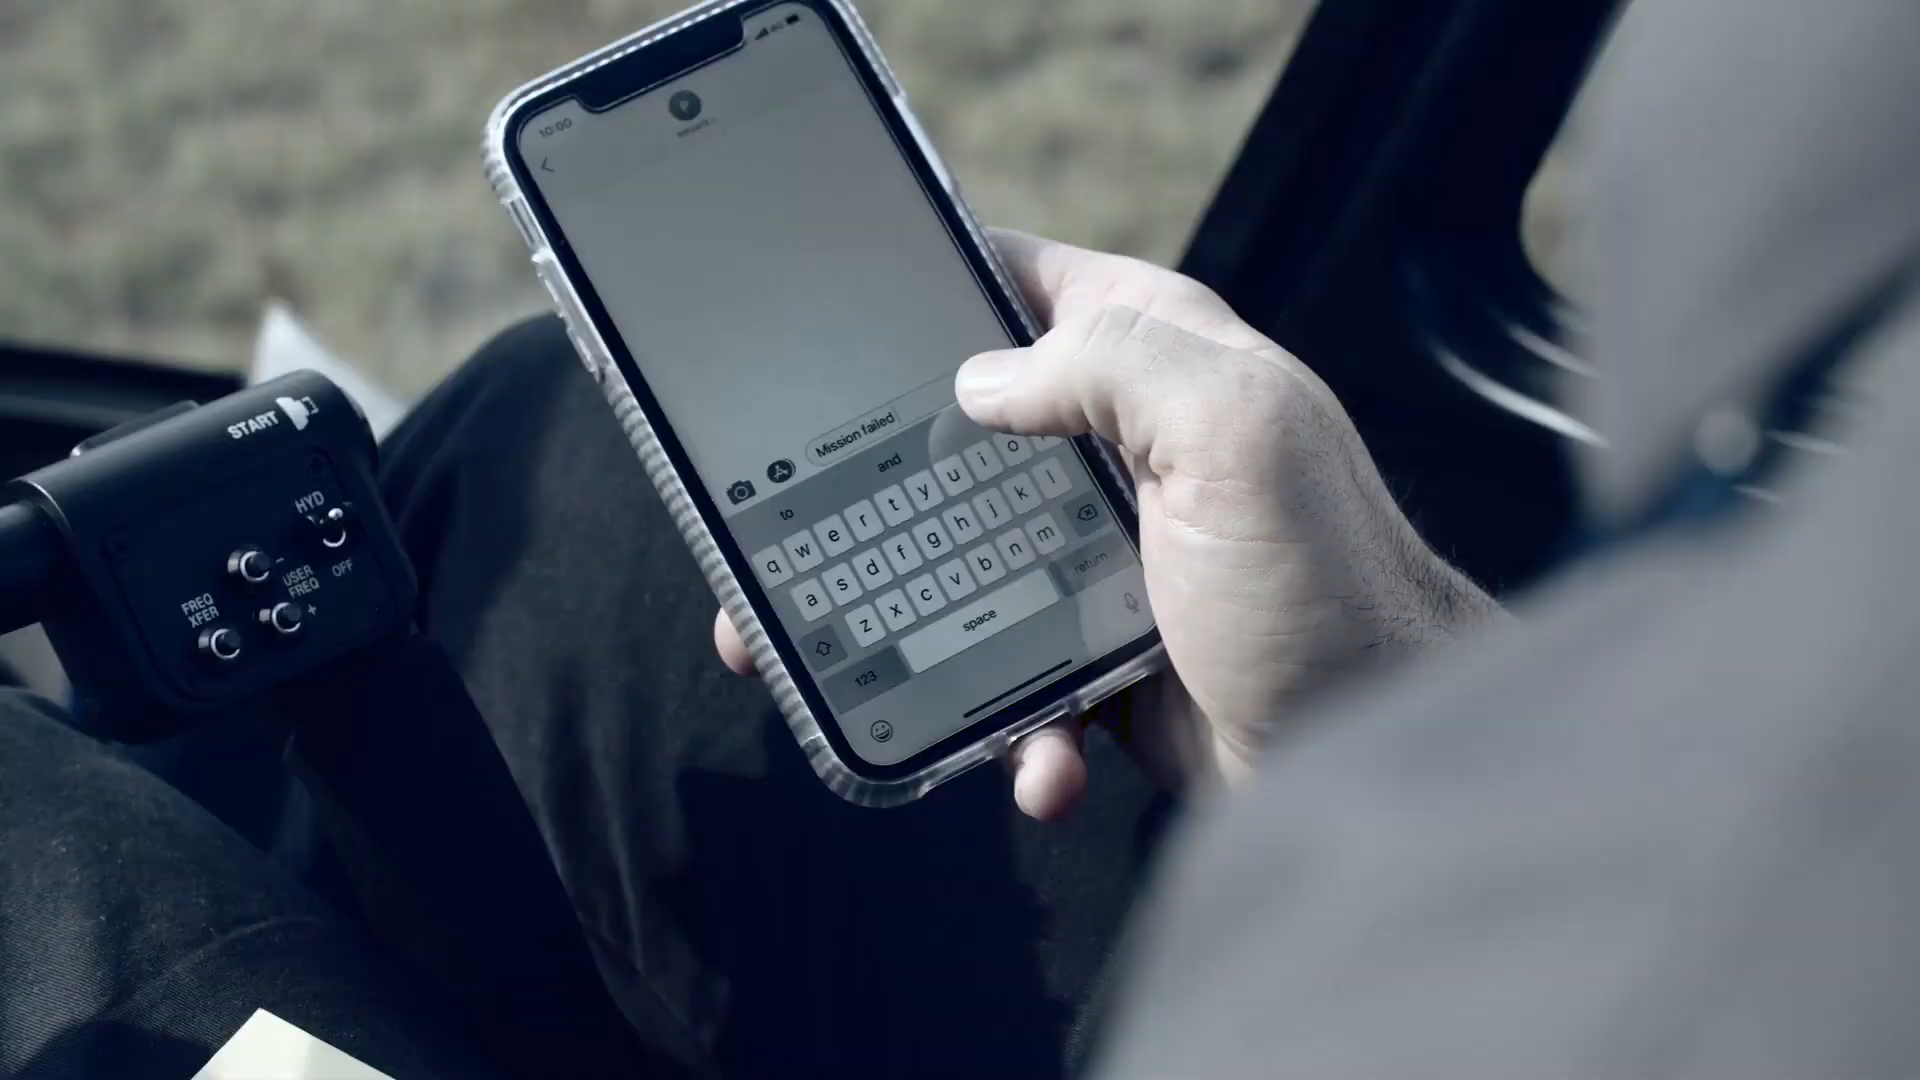 10:00
Mission failed
to
and
q w e r t y u i o
a s d f g h j k l
z x c v b n m
123
space
return
START
HYD
OFF
USER
FREQ
- +
FREQ
XFER